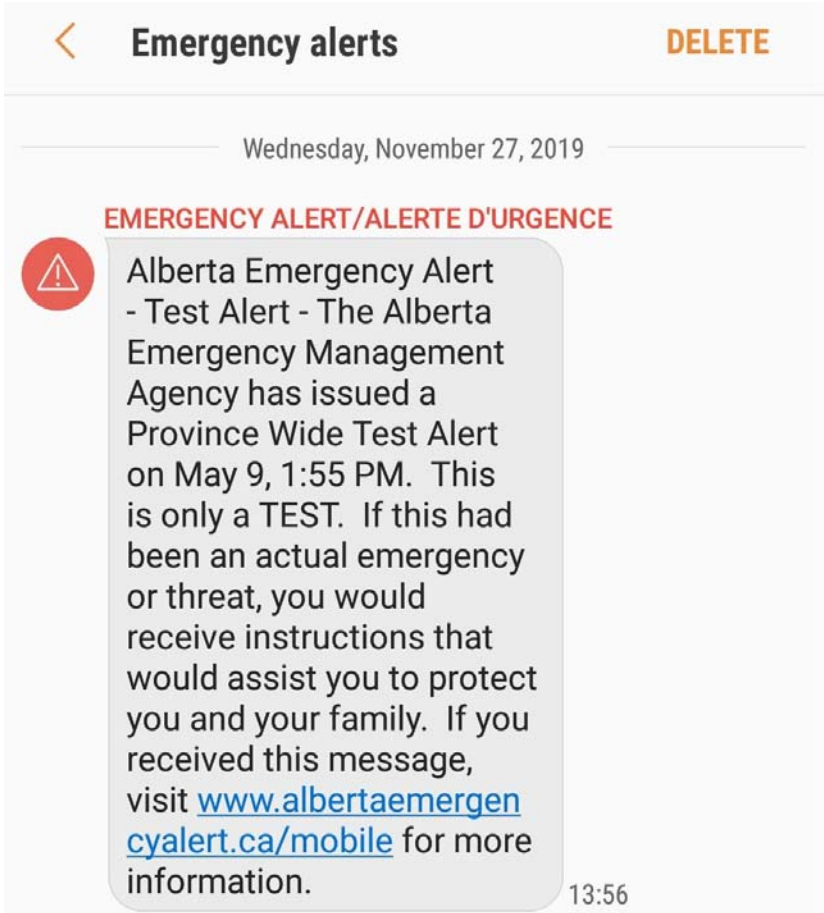 Emergency alerts DELETE
Wednesday, November 27, 2019
EMERGENCY ALERT/ALERTE D'URGENCE
Alberta Emergency Alert
- Test Alert - The Alberta
Emergency Management
Agency has issued a
Province Wide Test Alert
on May 9, 1:55 PM.  This
is only a TEST.  If this had
been an actual emergency
or threat, you would
receive instructions that
would assist you to protect
you and your family.  If you
received this message,
visit www.albertaemergen
cyalert.ca/mobile for more
information.
13:56